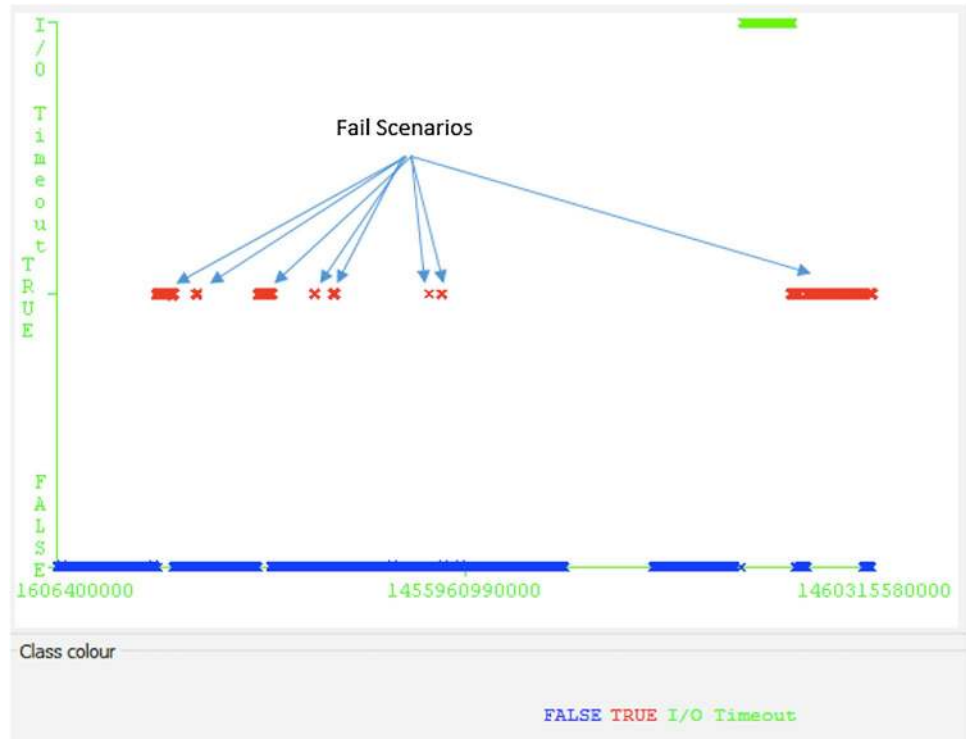 I/O Timeout
Fail Scenarios
TRUE
FALSE
1606400000
1455960990000
1460315580000
Class colour
FALSE TRUE I/O Timeout